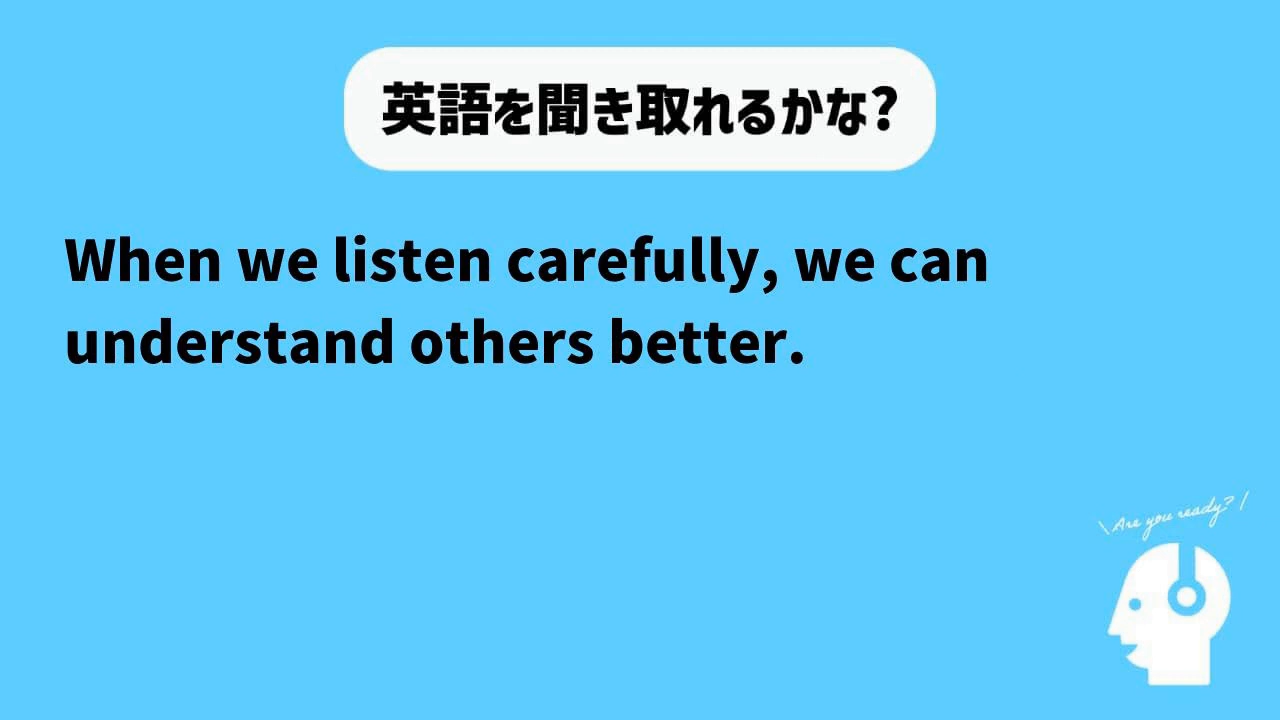 英語を聞き取れるかな?
When we listen carefully, we can
understand others better.
\ Are you ready? /